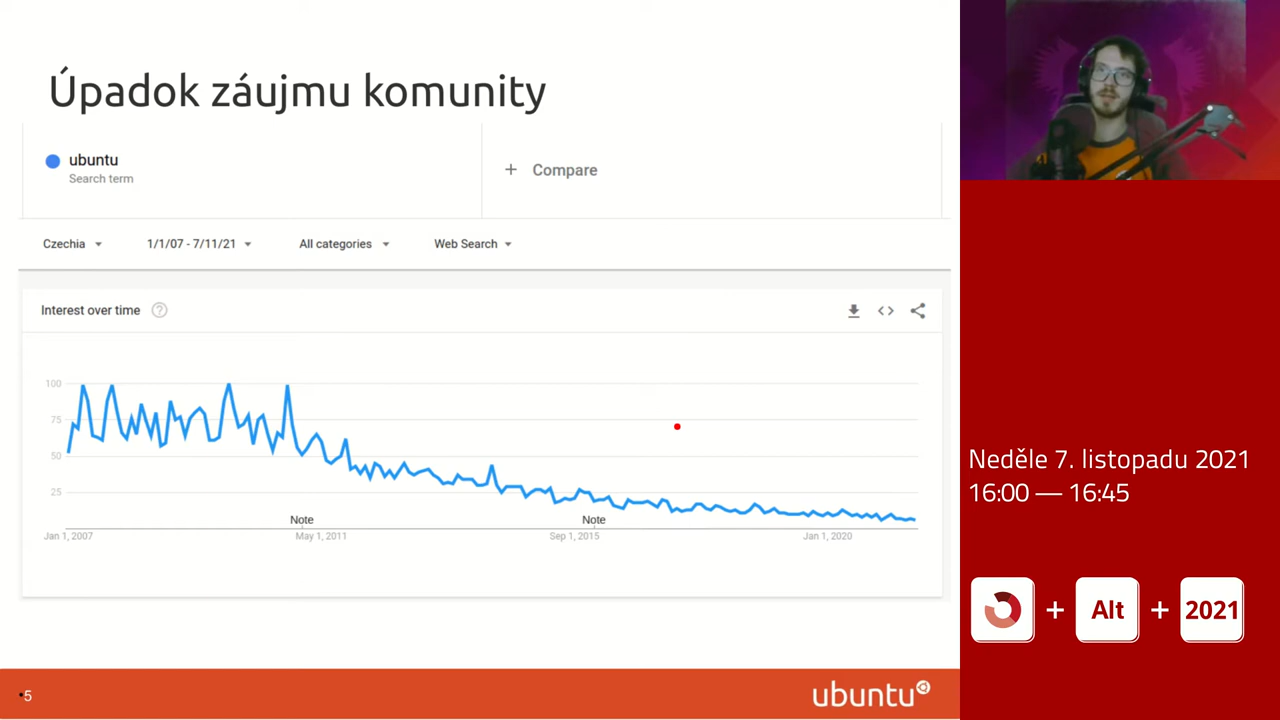 Úpadok záujmu komunity
ubuntu
Search term
+ Compare
Czechia
1/1/07 - 7/11/21
All categories
Web Search
Interest over time ?
100
75
50
25
Note
Note
Jan 1, 2007
May 1, 2011
Sep 1, 2015
Jan 1, 2020
•5
ubuntu
Neděle 7. listopadu 2021
16:00 — 16:45
+ Alt + 2021